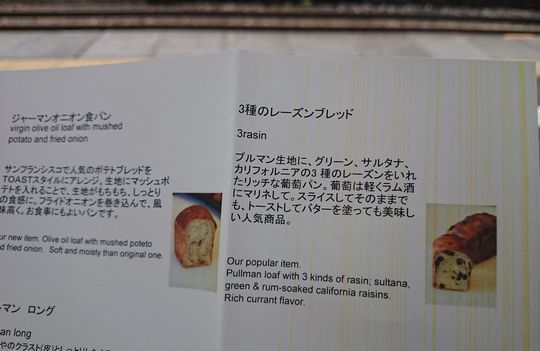 ジャーマンオニオン食パン
virgin olive oil loaf with mushed
potato and fried onion
サンフランシスコで人気のポテトブレッドを
TOASTスタイルにアレンジ。生地にマッシュポ
テトを入れることで、生地がもちもち、しっとり
の食感に。フライドオニオンを巻き込んで、風
味高く。お食事にもよいパンです。
our new item. Olive oil loaf with mushed poteto
d fried onion. Soft and moisty than original one.
ルマン ロング
an long
やのクラスト(皮)と
3種のレーズンブレッド
3rasin
プルマン生地に、グリーン、サルタナ、
カリフォルニアの3 種のレーズンをいれ
たリッチな葡萄パン。葡萄は軽くラム酒
にマリネして。スライスしてそのままで
も、トーストしてバターを塗っても美味し
い人気商品。
Our popular item.
Pullman loaf with 3 kinds of rasin; sultana,
green & rum-soaked california raisins.
Rich currant flavor.